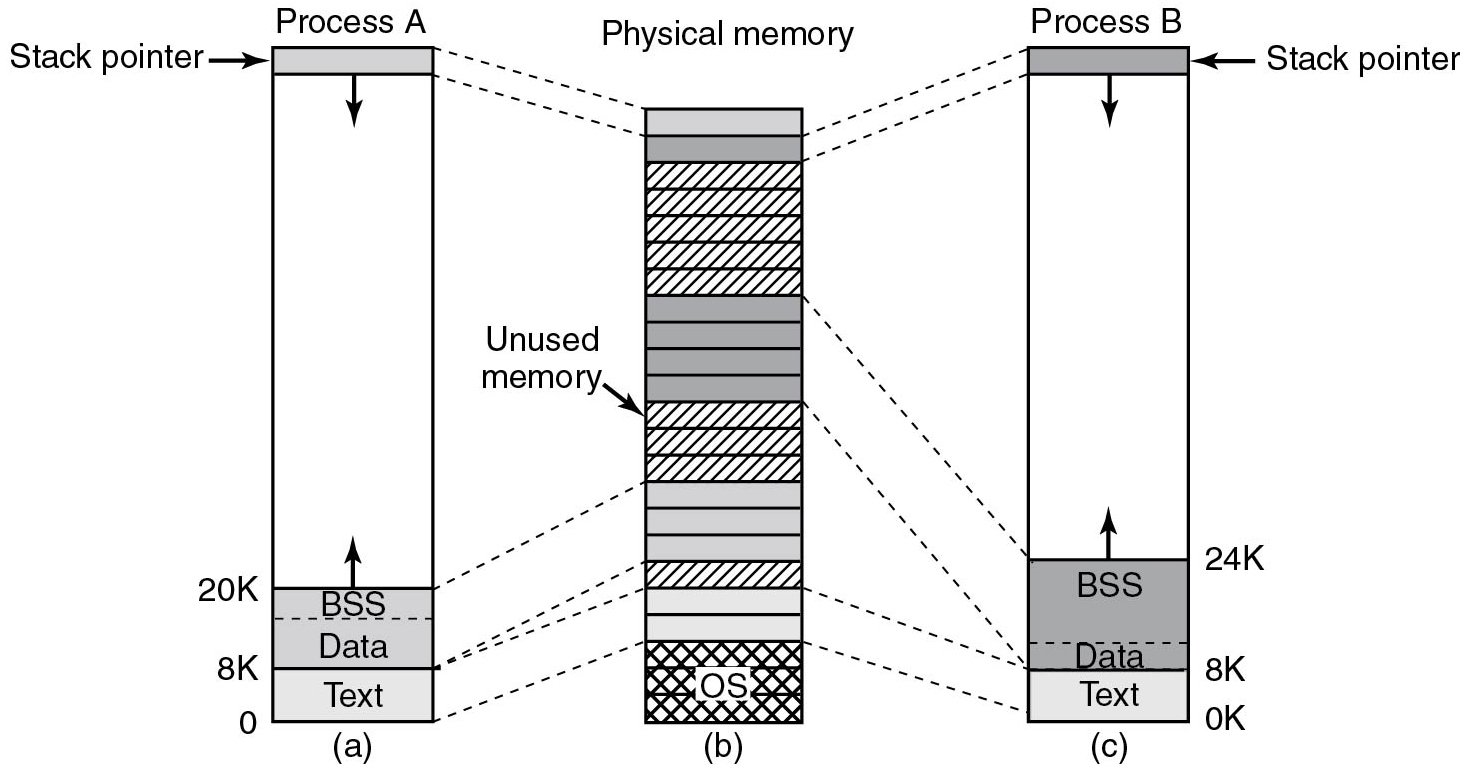 Process A
Physical memory
Process B
Stack pointer
Stack pointer
Unused
memory
20K
BSS
Data
8K
Text
0
OS
24K
BSS
Data
8K
Text
0K
(a)
(b)
(c)